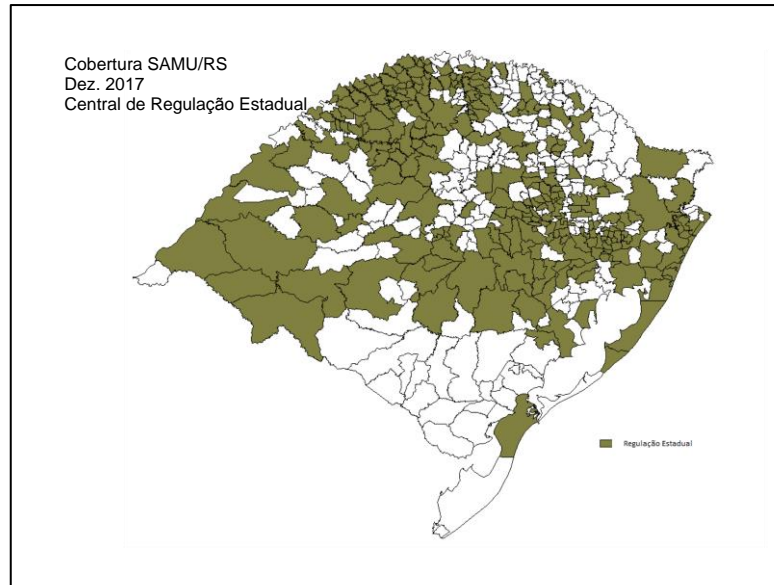 Cobertura SAMU/RS
Dez. 2017
Central de Regulação Estadual
Regulação Estadual